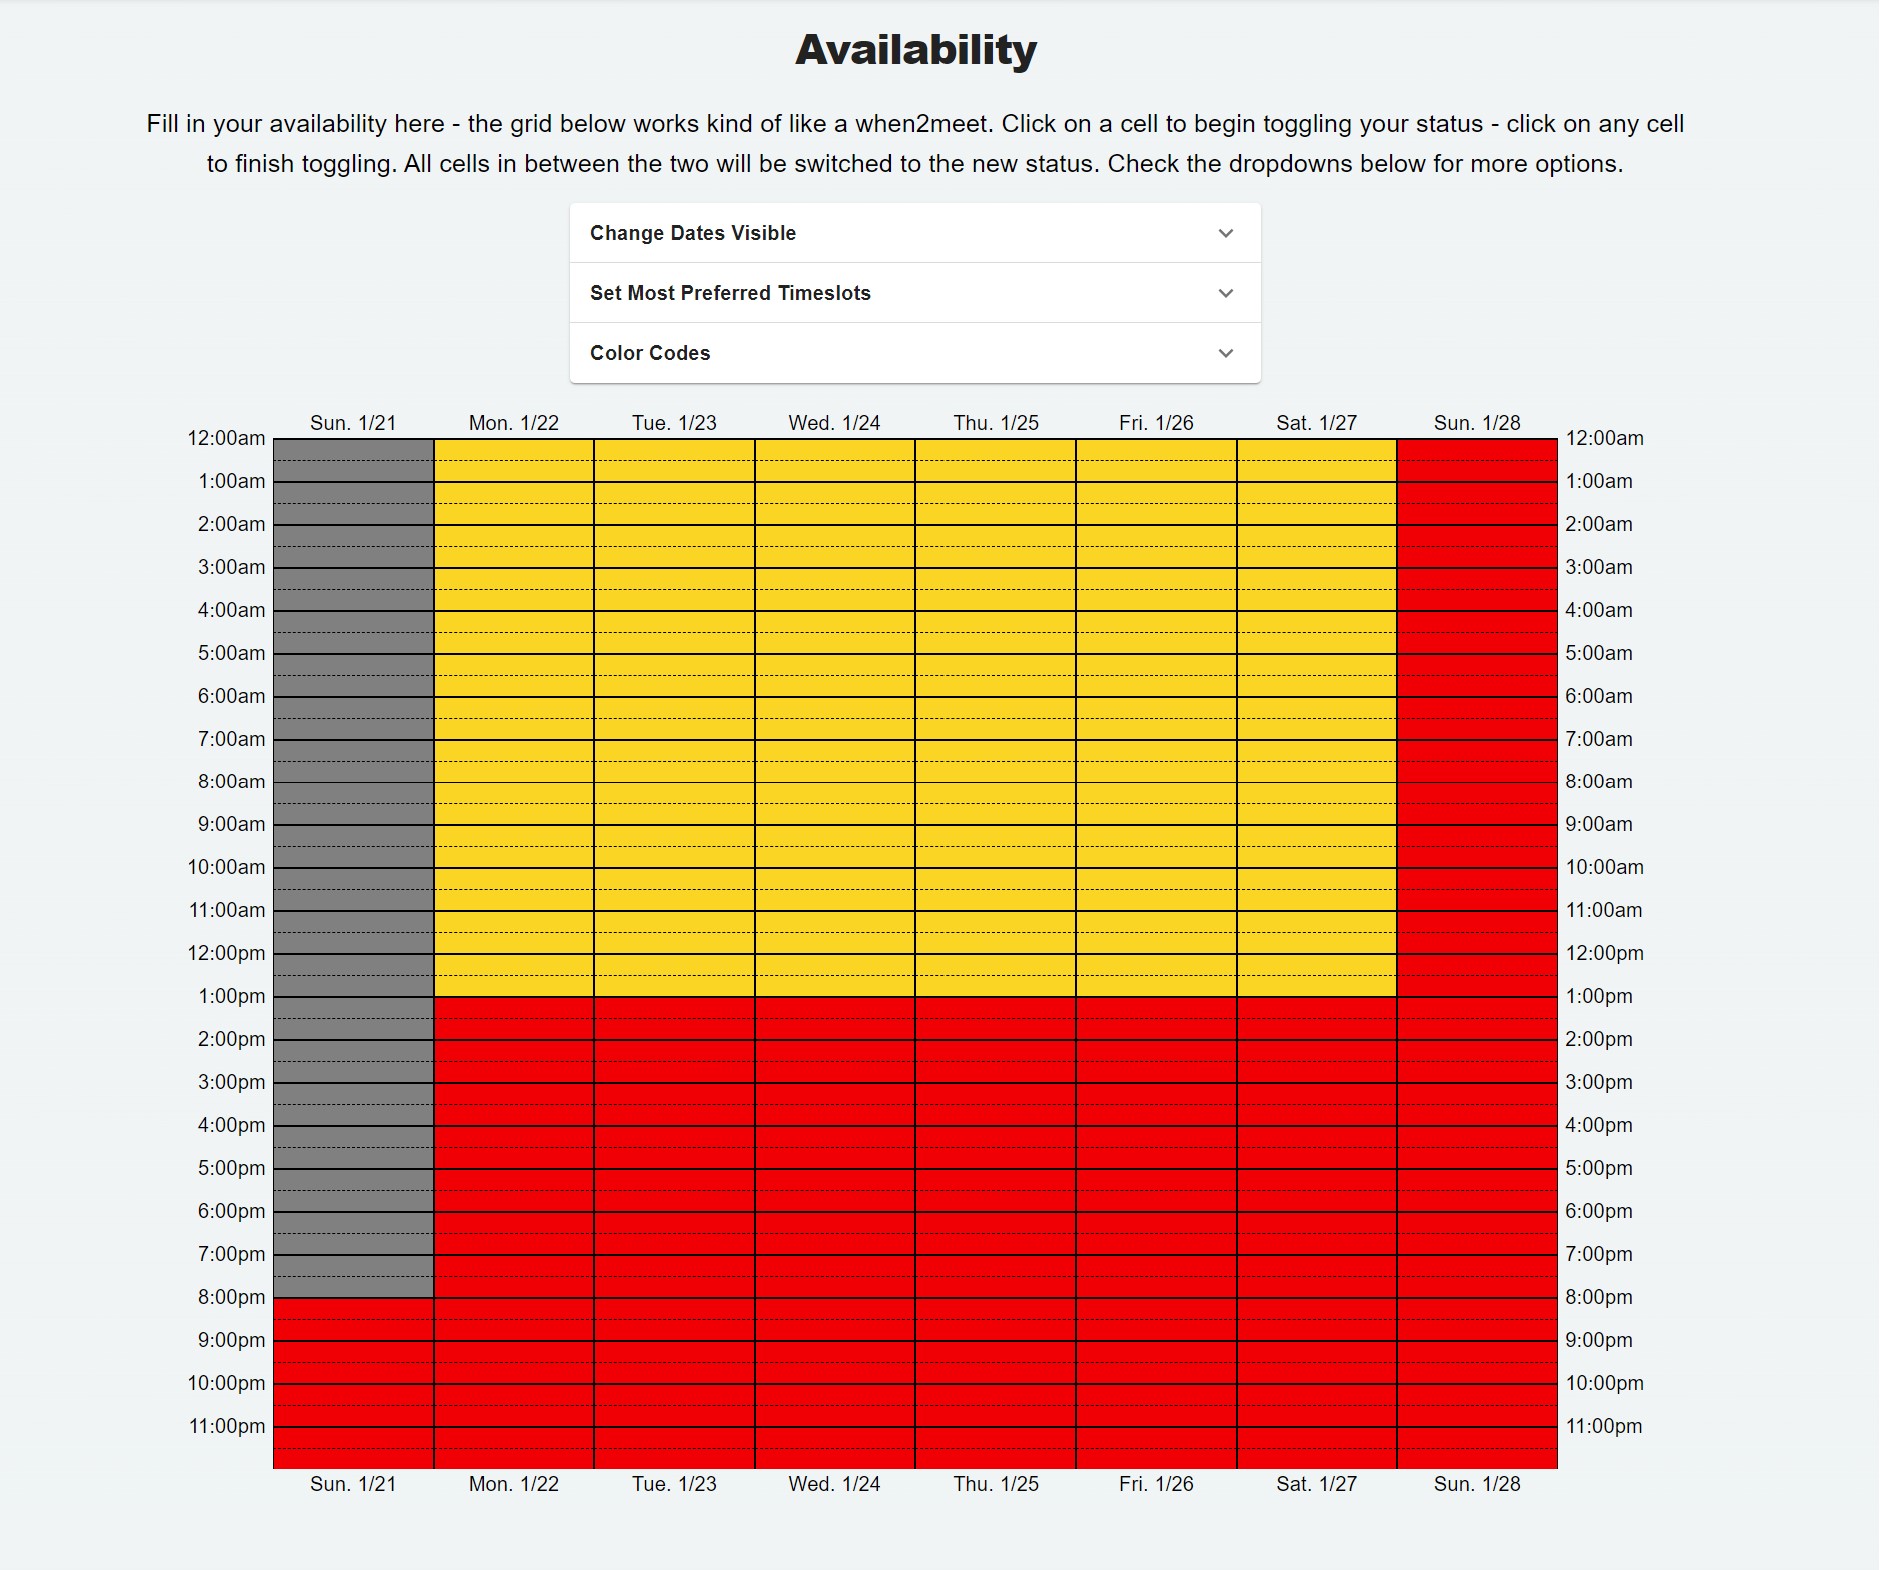 Availability
Fill in your availability here - the grid below works kind of like a when2meet. Click on a cell to begin toggling your status - click on any cell
to finish toggling. All cells in between the two will be switched to the new status. Check the dropdowns below for more options.
Change Dates Visible
Set Most Preferred Timeslots
Color Codes
Sun. 1/21 Mon. 1/22 Tue. 1/23 Wed. 1/24 Thu. 1/25 Fri. 1/26 Sat. 1/27 Sun. 1/28
12:00am 12:00am
1:00am 1:00am
2:00am 2:00am
3:00am 3:00am
4:00am 4:00am
5:00am 5:00am
6:00am 6:00am
7:00am 7:00am
8:00am 8:00am
9:00am 9:00am
10:00am 10:00am
11:00am 11:00am
12:00pm 12:00pm
1:00pm 1:00pm
2:00pm 2:00pm
3:00pm 3:00pm
4:00pm 4:00pm
5:00pm 5:00pm
6:00pm 6:00pm
7:00pm 7:00pm
8:00pm 8:00pm
9:00pm 9:00pm
10:00pm 10:00pm
11:00pm 11:00pm
Sun. 1/21 Mon. 1/22 Tue. 1/23 Wed. 1/24 Thu. 1/25 Fri. 1/26 Sat. 1/27 Sun. 1/28